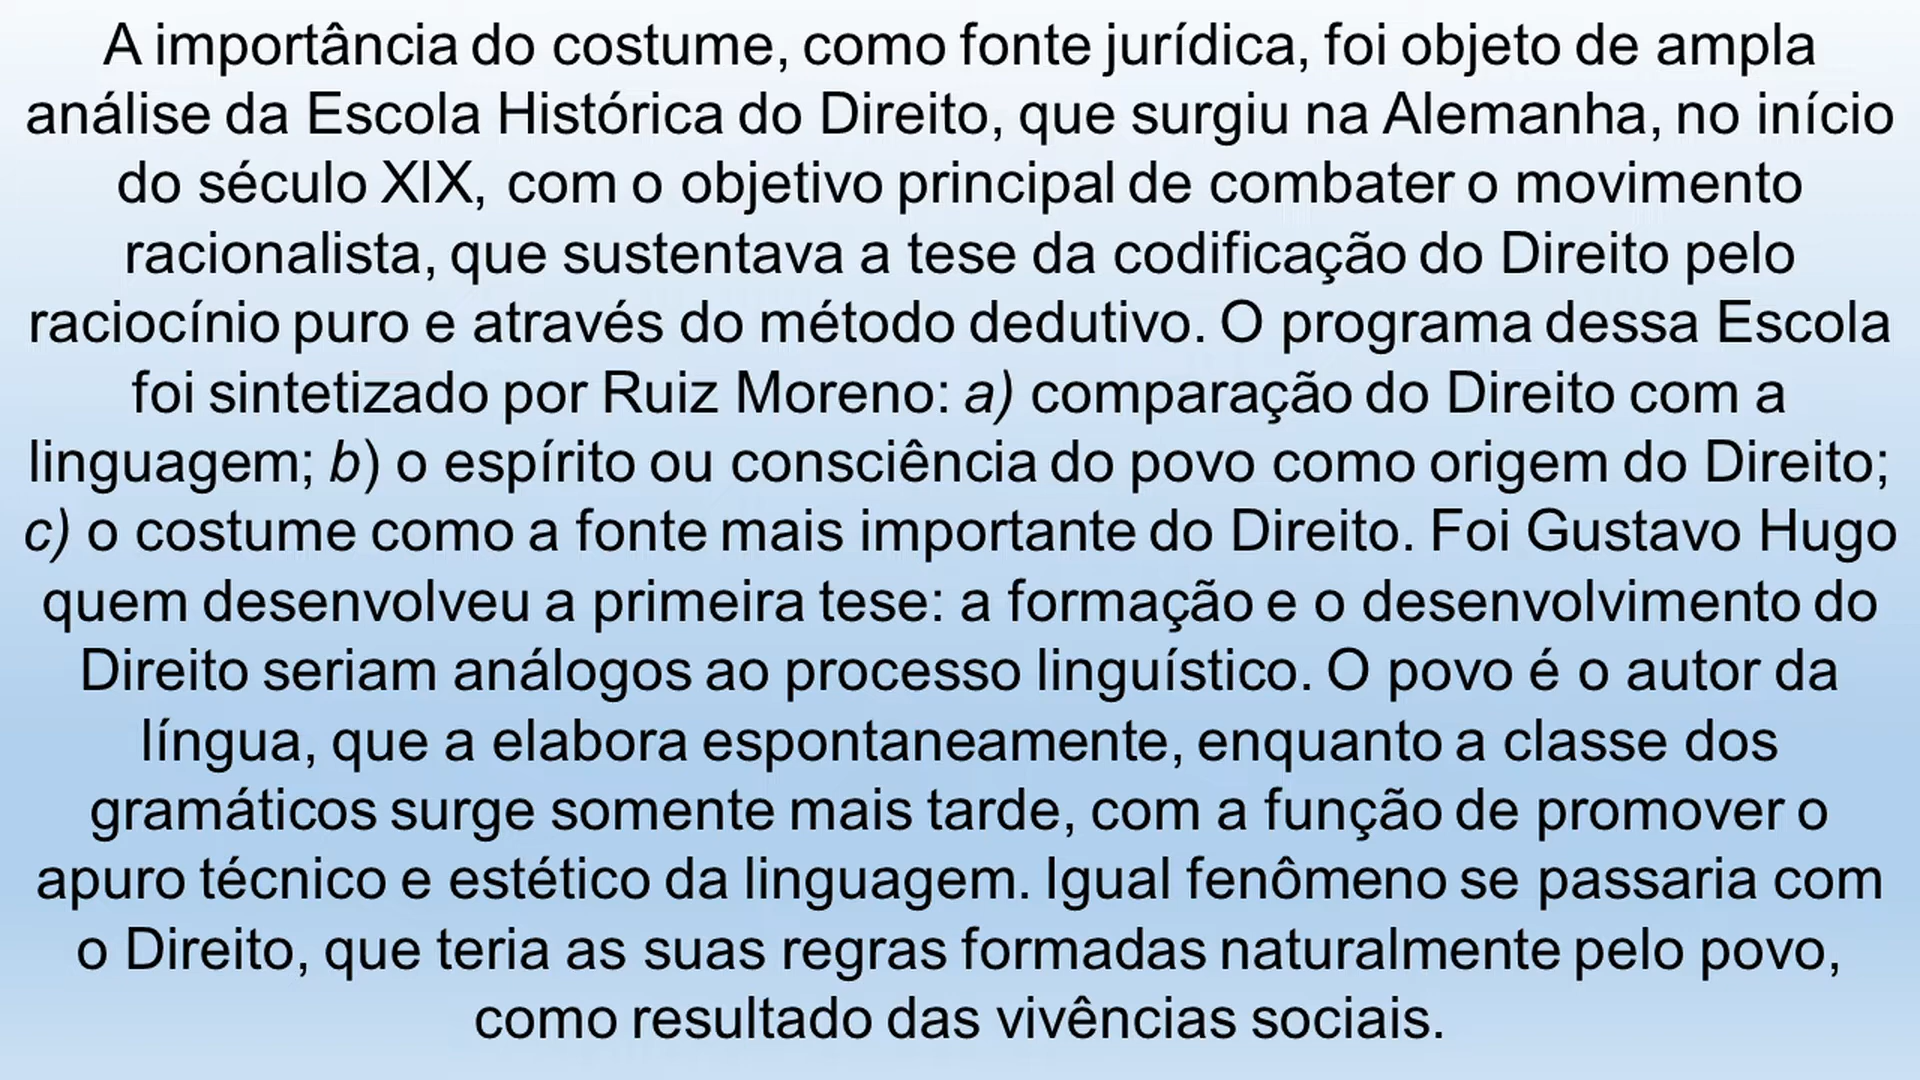 A importância do costume, como fonte jurídica, foi objeto de ampla
análise da Escola Histórica do Direito, que surgiu na Alemanha, no início
do século XIX, com o objetivo principal de combater o movimento
racionalista, que sustentava a tese da codificação do Direito pelo
raciocínio puro e através do método dedutivo. O programa dessa Escola
foi sintetizado por Ruiz Moreno: a) comparação do Direito com a
linguagem; b) o espírito ou consciência do povo como origem do Direito;
c) o costume como a fonte mais importante do Direito. Foi Gustavo Hugo
quem desenvolveu a primeira tese: a formação e o desenvolvimento do
Direito seriam análogos ao processo linguístico. O povo é o autor da
língua, que a elabora espontaneamente, enquanto a classe dos
gramáticos surge somente mais tarde, com a função de promover o
apuro técnico e estético da linguagem. Igual fenômeno se passaria com
o Direito, que teria as suas regras formadas naturalmente pelo povo,
como resultado das vivências sociais.